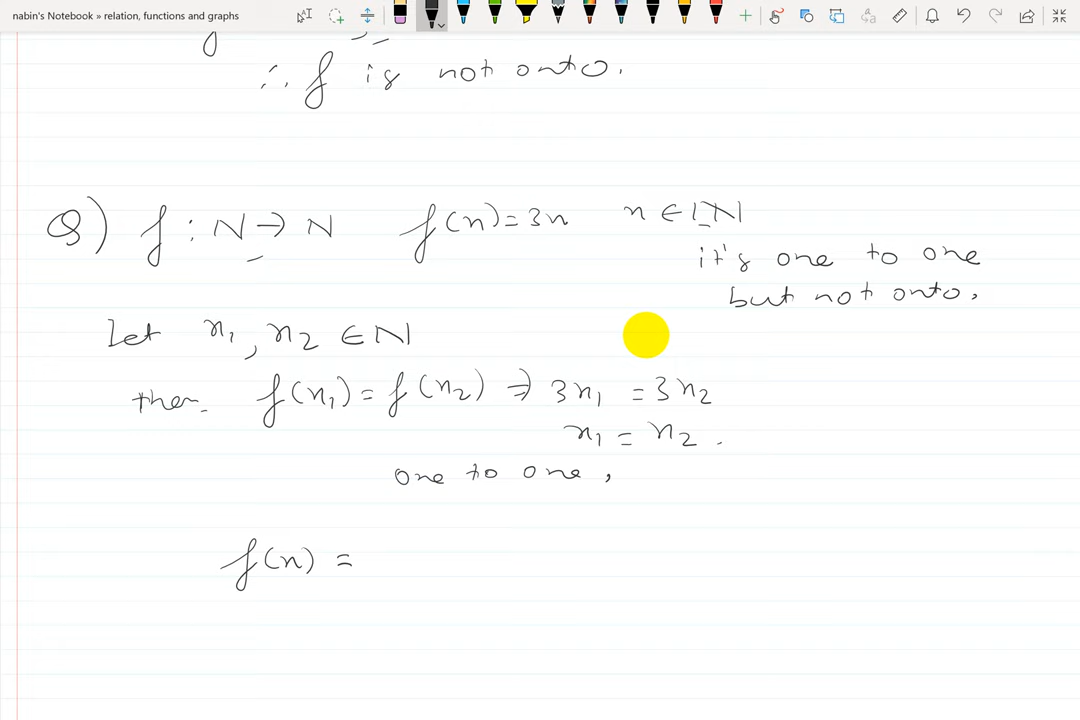 nabin's Notebook » relation, functions and graphs
∴ f is not onto.
Q) f : N → N f(n) = 3n n ∈ IN
it's one to one
but not onto.
Let n₁, n₂ ∈ N
then. f(n₁) = f(n₂) ⇒ 3n₁ = 3n₂
n₁ = n₂ .
one to one,
f(n) =